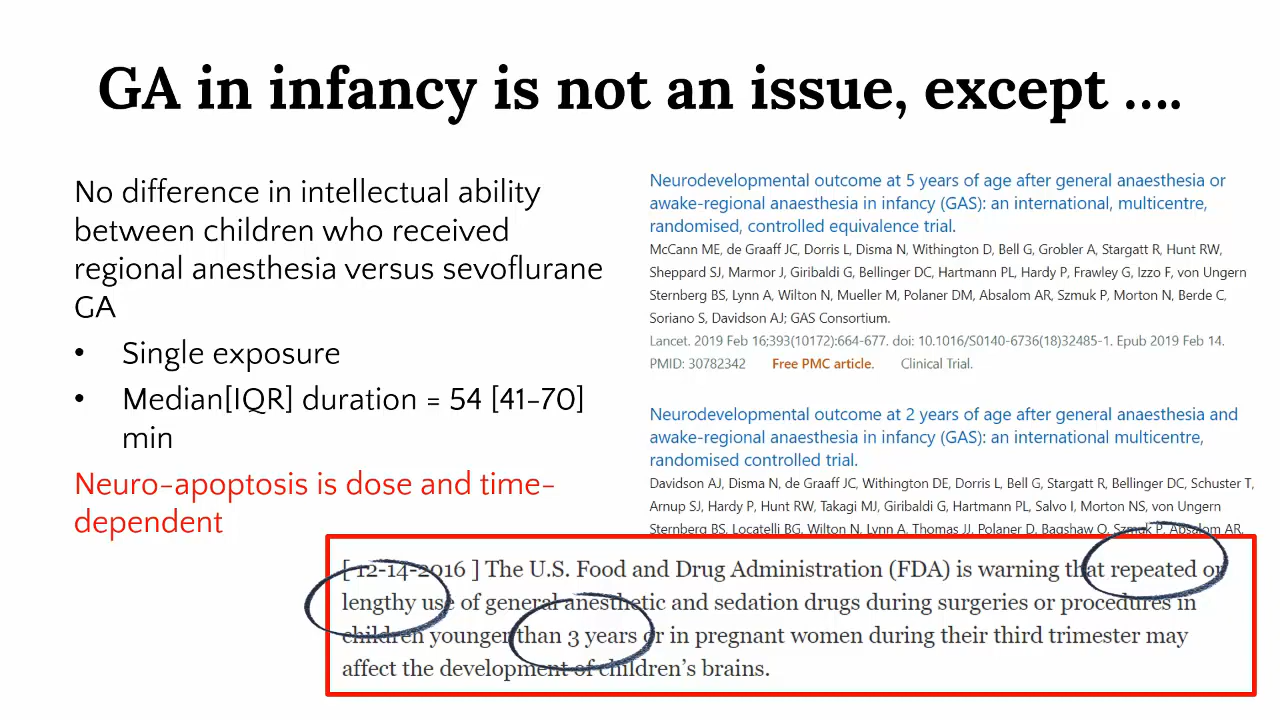 GA in infancy is not an issue, except ....
No difference in intellectual ability
between children who received
regional anesthesia versus sevoflurane
GA
• Single exposure
• Median[IQR] duration = 54 [41-70]
min
Neuro-apoptosis is dose and time-
dependent
Neurodevelopmental outcome at 5 years of age after general anaesthesia or
awake-regional anaesthesia in infancy (GAS): an international, multicentre,
randomised, controlled equivalence trial.
McCann ME, de Graaff JC, Dorris L, Disma N, Withington D, Bell G, Grobler A, Stargatt R, Hunt RW,
Sheppard SJ, Marmor J, Giribaldi G, Bellinger DC, Hartmann PL, Hardy P, Frawley G, Izzo F, von Ungern
Sternberg BS, Lynn A, Wilton N, Mueller M, Polaner DM, Absalom AR, Szmuk P, Morton N, Berde C,
Soriano S, Davidson AJ; GAS Consortium.
Lancet. 2019 Feb 16;393(10172):664-677. doi: 10.1016/S0140-6736(18)32485-1. Epub 2019 Feb 14.
PMID: 30782342 Free PMC article. Clinical Trial.
Neurodevelopmental outcome at 2 years of age after general anaesthesia and
awake-regional anaesthesia in infancy (GAS): an international multicentre,
randomised controlled trial.
Davidson AJ, Disma N, de Graaff JC, Withington DE, Dorris L, Bell G, Stargatt R, Bellinger DC, Schuster T,
Arnup SJ, Hardy P, Hunt RW, Takagi MJ, Giribaldi G, Hartmann PL, Salvo I, Morton NS, von Ungern
Sternberg BS, Locatelli BG, Wilton N, Lynn A, Thomas JJ, Polaner D, Bagshaw O, Szmuk P, Absalom AR,
[ 12-14-2016 ] The U.S. Food and Drug Administration (FDA) is warning that repeated or
lengthy use of general anesthetic and sedation drugs during surgeries or procedures in
children younger than 3 years or in pregnant women during their third trimester may
affect the development of children's brains.